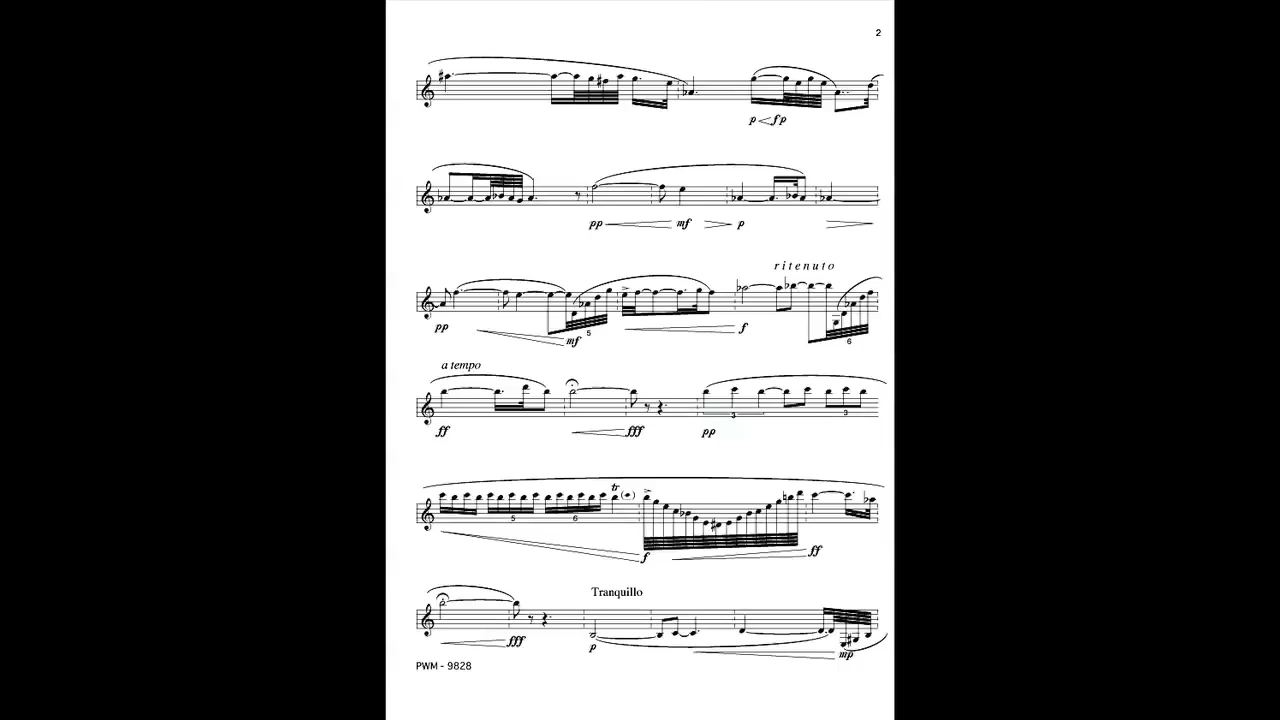 2
p fp
pp mf p
ritenuto
pp mf f
5 6
a tempo
ff fff pp
3 3
tr
5 6
f ff
Tranquillo
fff p mp
PWM - 9828